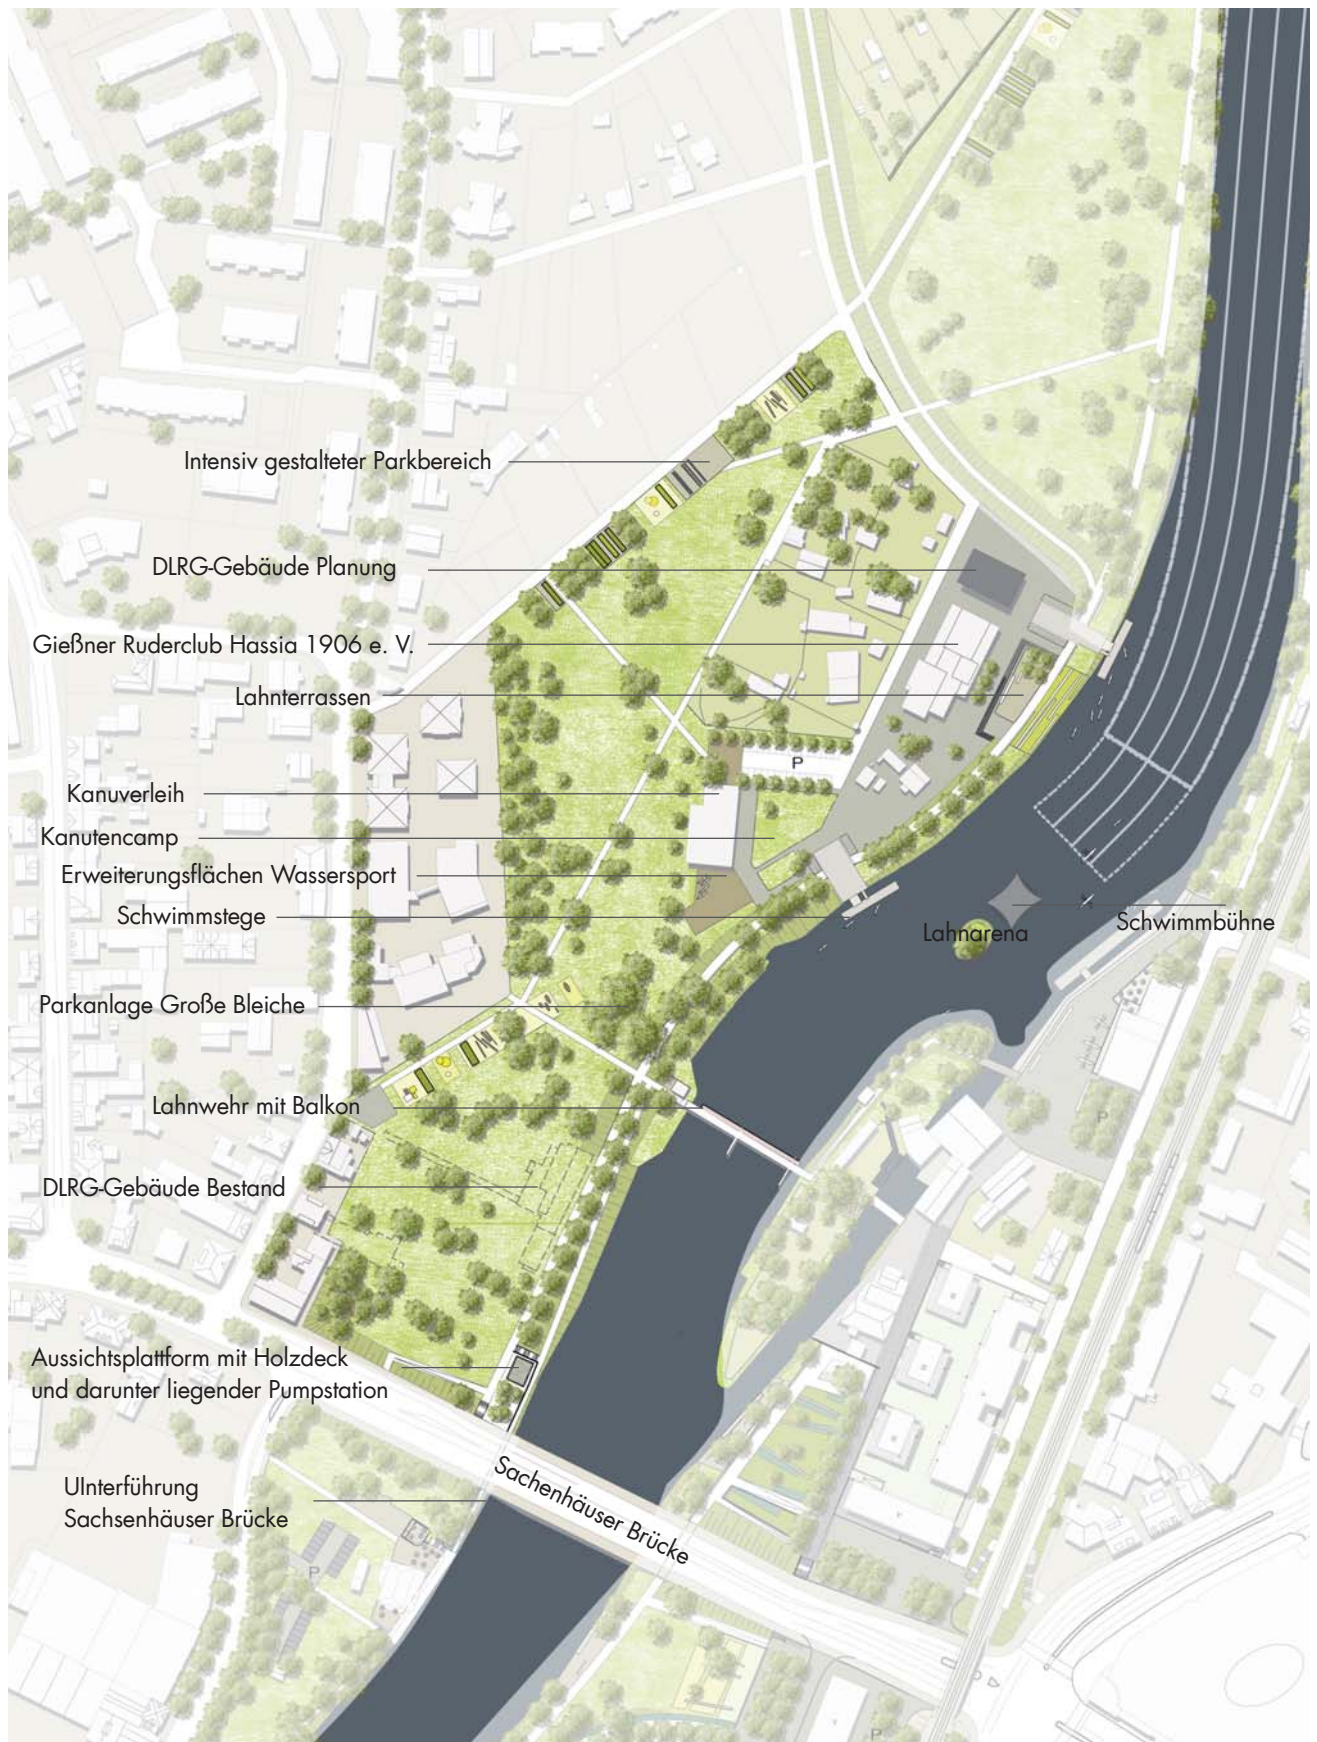 Intensiv gestalteter Parkbereich
DLRG-Gebäude Planung
Gießner Ruderclub Hassia 1906 e. V.
Lahnterrassen
P
Kanuverleih
Kanutencamp
Erweiterungsflächen Wassersport
Schwimmstege
Schwimmbühne
Lahnarena
Parkanlage Große Bleiche
Lahnwehr mit Balkon
P
DLRG-Gebäude Bestand
Aussichtsplattform mit Holzdeck
und darunter liegender Pumpstation
UInterführung
Sachsenhäuser Brücke
Sachenhäuser Brücke
P
P